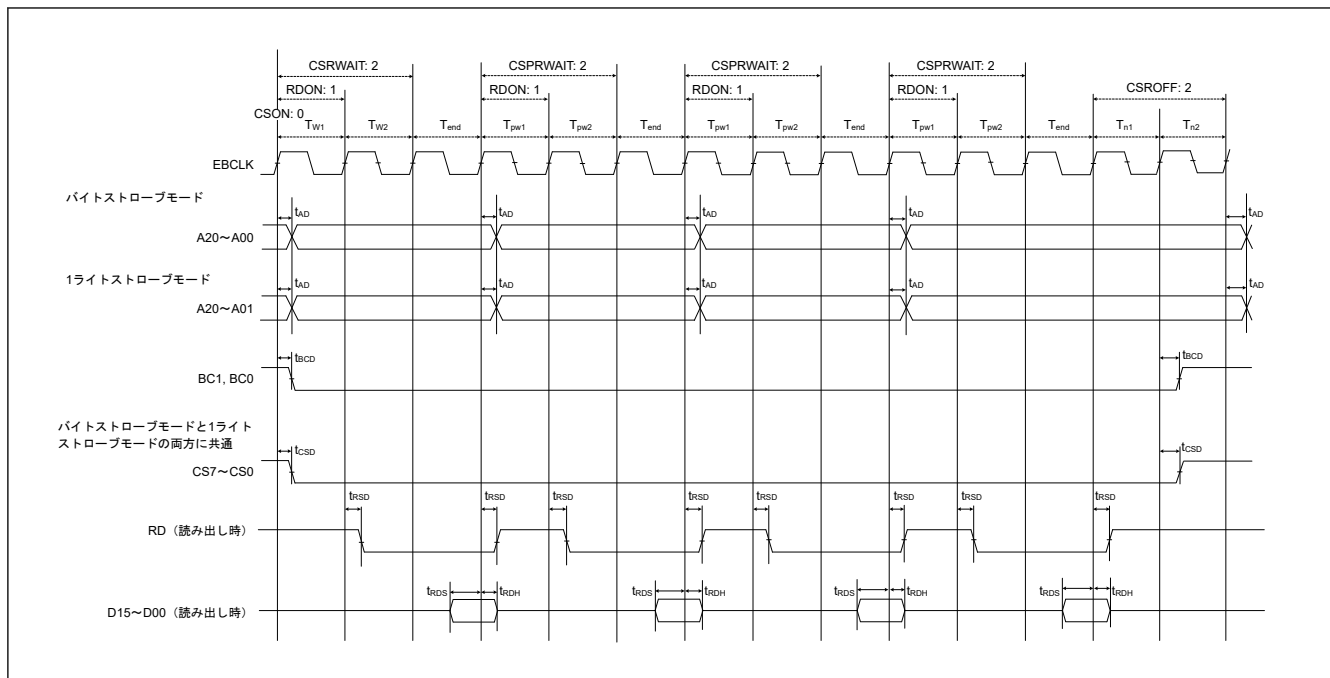 CSRWAIT: 2 CSPRWAIT: 2 CSPRWAIT: 2 CSPRWAIT: 2
RDON: 1 RDON: 1 RDON: 1 RDON: 1 CSROFF: 2
CSON: 0
TW1 TW2 Tend Tpw1 Tpw2 Tend Tpw1 Tpw2 Tend Tpw1 Tpw2 Tend Tn1 Tn2
EBCLK
バイトストローブモード
tAD tAD tAD tAD tAD
A20～A00
1ライトストローブモード
tAD tAD tAD tAD tAD
A20～A01
tBCD tBCD
BC1, BC0
バイトストローブモードと1ライト
ストローブモードの両方に共通
tCSD tCSD
CS7～CS0
tRSD tRSD tRSD tRSD tRSD tRSD tRSD tRSD
RD（読み出し時）
tRDS tRDH tRDS tRDH tRDS tRDH tRDS tRDH
D15～D00（読み出し時）